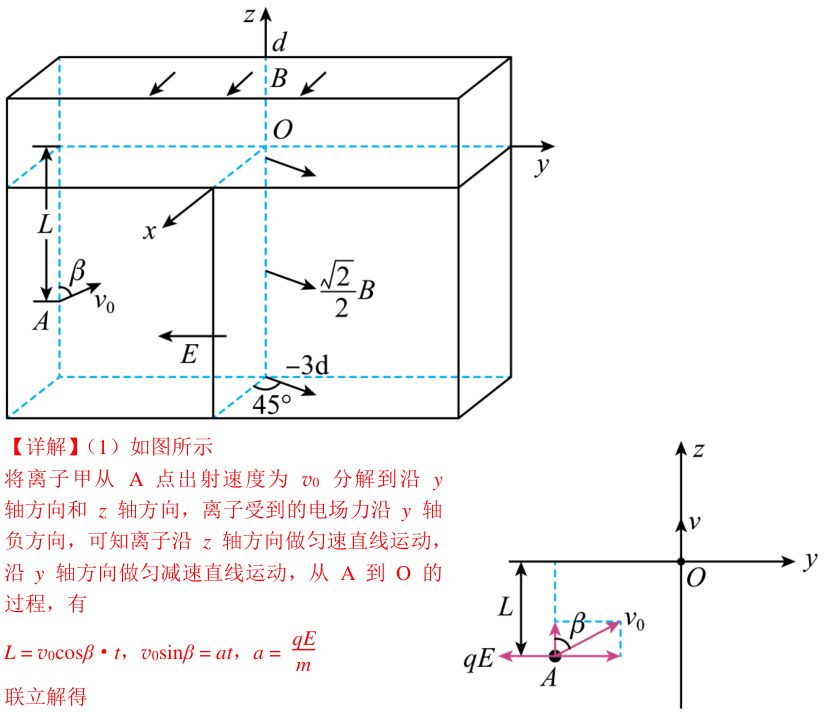 z
d
B
O
y
L
x
β
v₀
A
√2/2 B
E
−3d
45°
【详解】（1）如图所示
将离子甲从 A 点出射速度为 v₀ 分解到沿 y
轴方向和 z 轴方向，离子受到的电场力沿 y 轴
负方向，可知离子沿 z 轴方向做匀速直线运动，
沿 y 轴方向做匀减速直线运动，从 A 到 O 的
过程，有
L = v₀cosβ·t，v₀sinβ = at，a = qE/m
联立解得
z
v
y
O
L
β
v₀
qE
A